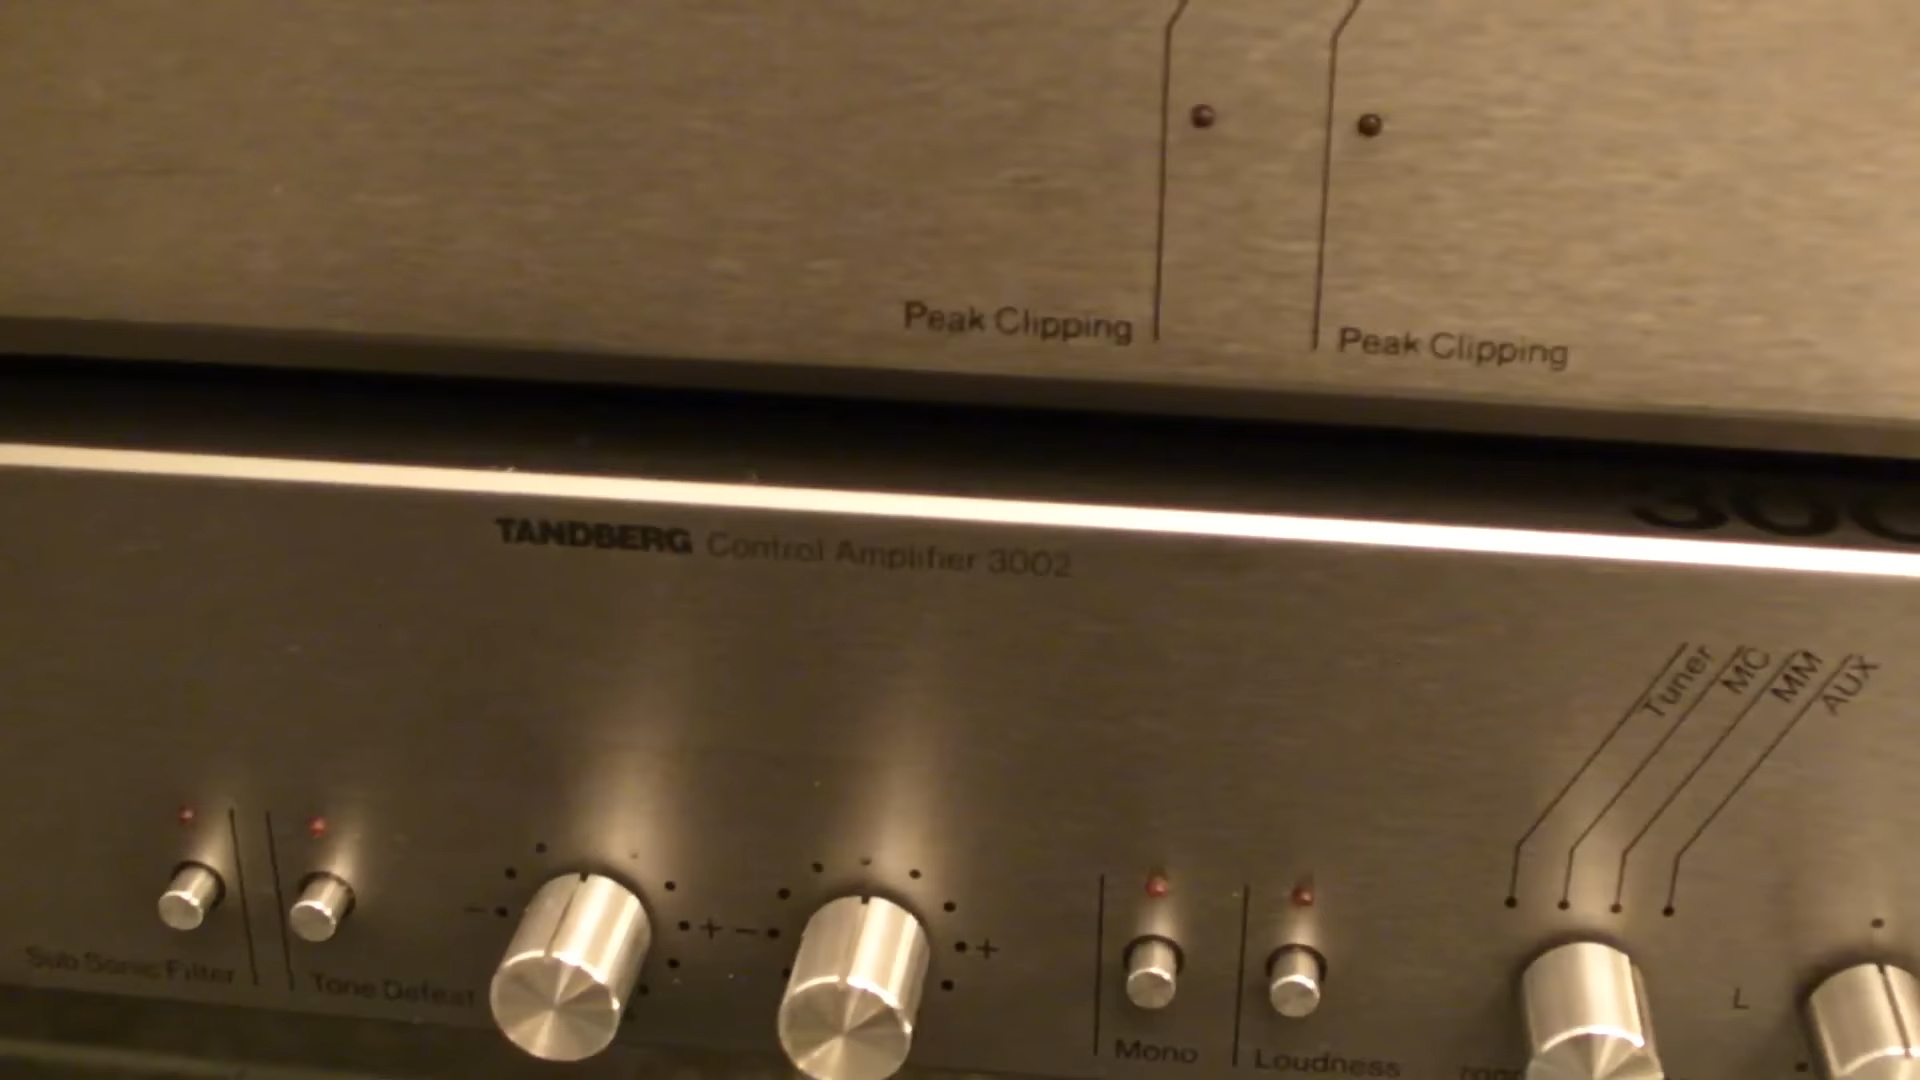 Peak Clipping
Peak Clipping
TANDBERG Control Amplifier 3002
Tuner
MC
MM
AUX
- + - +
L
Sub Sonic Filter
Tone Defeat
Mono
Loudness